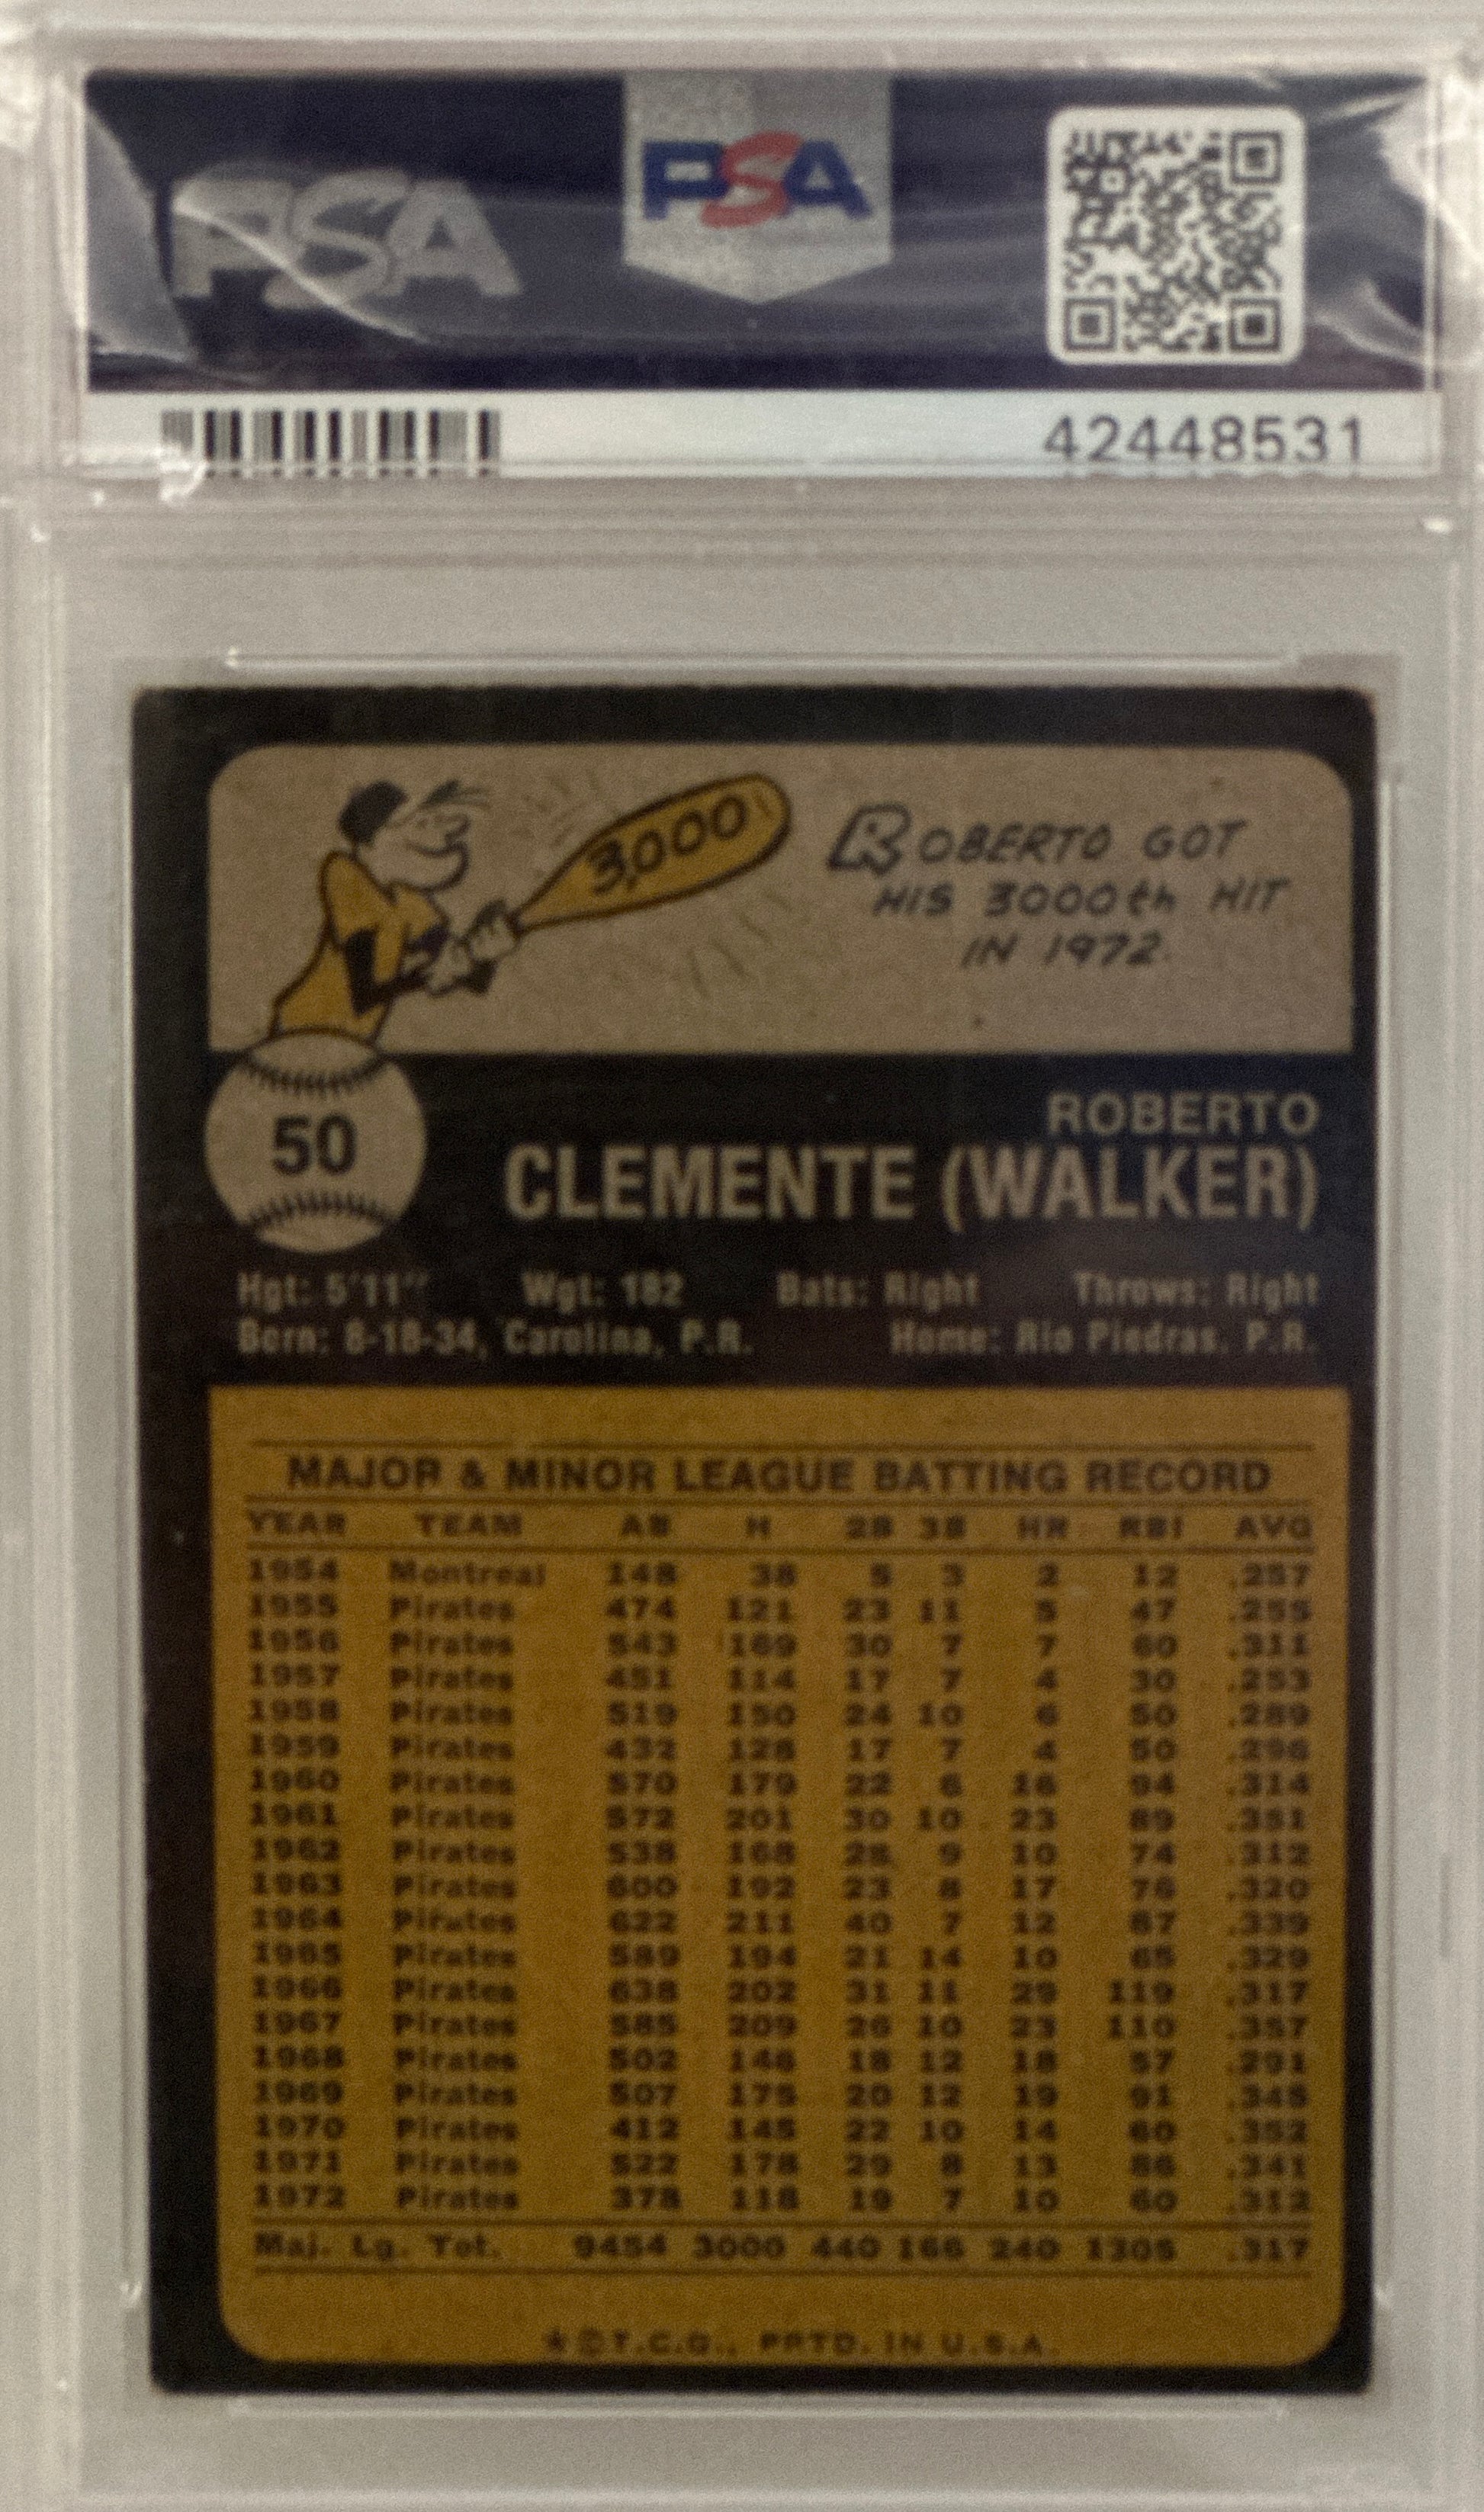 PSA
PSA
42448531
3,000
ROBERTO GOT
HIS 3000th HIT
IN 1972.
50
ROBERTO
CLEMENTE (WALKER)
Hgt: 5'11" Wgt: 182 Bats: Right Throws: Right
Born: 8-18-34, Carolina, P.R. Home: Rio Piedras, P.R.
MAJOR & MINOR LEAGUE BATTING RECORD
YEAR TEAM AB H 2B 3B HR RBI AVG
1954 Montreal 148 38 5 3 2 12 .257
1955 Pirates 474 121 23 11 5 47 .255
1956 Pirates 543 169 30 7 7 60 .311
1957 Pirates 451 114 17 7 4 30 .253
1958 Pirates 519 150 24 10 6 50 .289
1959 Pirates 432 128 17 7 4 50 .296
1960 Pirates 570 179 22 6 16 94 .314
1961 Pirates 572 201 30 10 23 89 .351
1962 Pirates 538 168 28 9 10 74 .312
1963 Pirates 600 192 23 8 17 76 .320
1964 Pirates 622 211 40 7 12 87 .339
1965 Pirates 589 194 21 14 10 65 .329
1966 Pirates 638 202 31 11 29 119 .317
1967 Pirates 585 209 26 10 23 110 .357
1968 Pirates 502 146 18 12 18 57 .291
1969 Pirates 507 175 20 12 19 91 .345
1970 Pirates 412 145 22 10 14 60 .352
1971 Pirates 522 178 29 8 13 86 .341
1972 Pirates 378 118 19 7 10 60 .312
Maj. Lg. Tot. 9454 3000 440 166 240 1305 .317
★©T.C.G., PRTD. IN U.S.A.